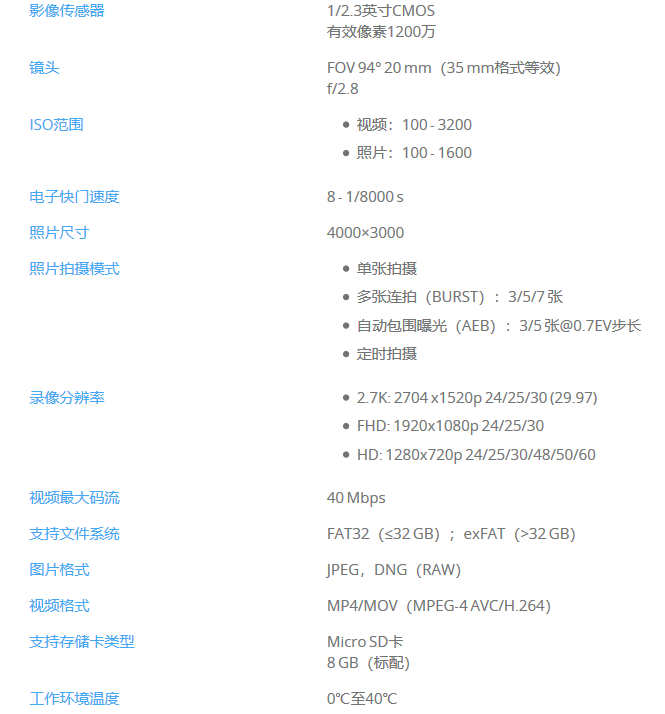 影像传感器
1/2.3英寸CMOS
有效像素1200万
镜头
FOV 94° 20 mm（35 mm格式等效）
f/2.8
ISO范围
视频：100 - 3200
照片：100 - 1600
电子快门速度
8 - 1/8000 s
照片尺寸
4000×3000
照片拍摄模式
单张拍摄
多张连拍（BURST）：3/5/7 张
自动包围曝光（AEB）：3/5 张@0.7EV步长
定时拍摄
录像分辨率
2.7K: 2704 x1520p 24/25/30 (29.97)
FHD: 1920x1080p 24/25/30
HD: 1280x720p 24/25/30/48/50/60
视频最大码流
40 Mbps
支持文件系统
FAT32（≤32 GB）；exFAT（>32 GB）
图片格式
JPEG，DNG（RAW）
视频格式
MP4/MOV（MPEG-4 AVC/H.264）
支持存储卡类型
Micro SD卡
8 GB（标配）
工作环境温度
0℃至40℃